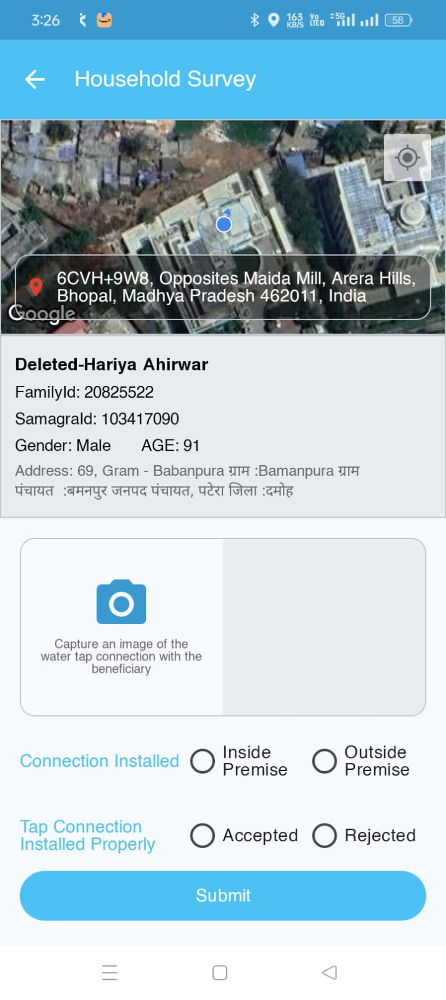 3:26
163 KB/S
Vo LTED
5G
58
Household Survey
6CVH+9W8, Opposites Maida Mill, Arera Hills,
Bhopal, Madhya Pradesh 462011, India
Google
Deleted-Hariya Ahirwar
FamilyId: 20825522
SamagraId: 103417090
Gender: Male AGE: 91
Address: 69, Gram - Babanpura ग्राम :Bamanpura ग्राम
पंचायत :बमनपुर जनपद पंचायत, पटेरा जिला :दमोह
Capture an image of the
water tap connection with the
beneficiary
Connection Installed
Inside
Premise
Outside
Premise
Tap Connection
Installed Properly
Accepted
Rejected
Submit